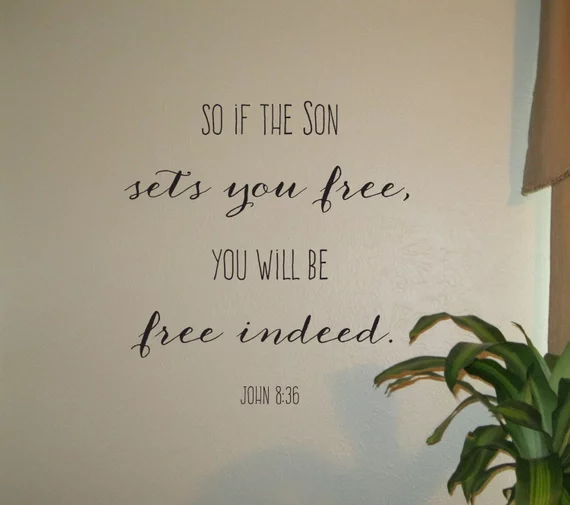 SO iF THE SON
sets you free,
YOU WiLL BE
free indeed.
JOHN 8:36